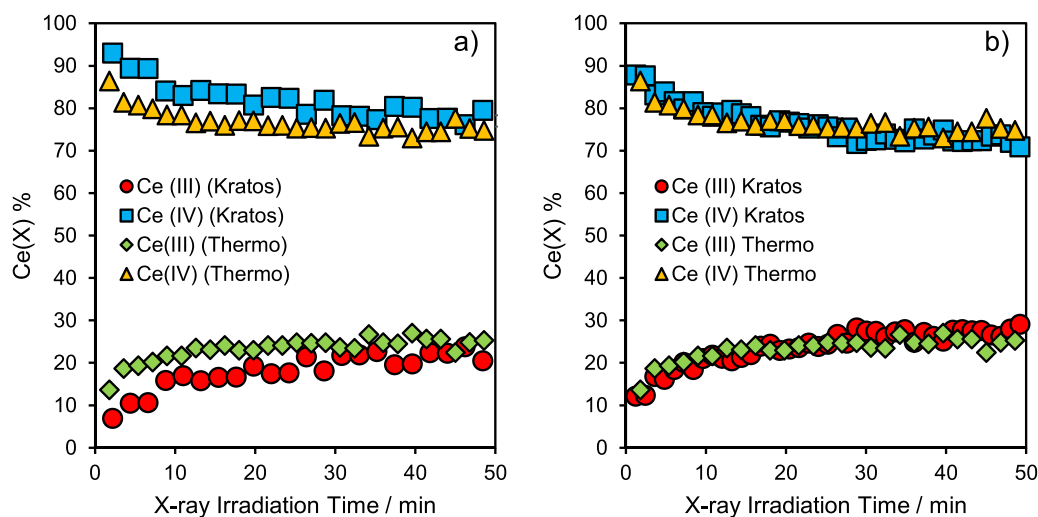 a)
100
90
80
70
60
50
40
30
20
10
0
Ce(X) %
Ce (III) (Kratos)
Ce (IV) (Kratos)
Ce(III) (Thermo)
Ce(IV) (Thermo)
0 10 20 30 40 50
X-ray Irradiation Time / min
b)
100
90
80
70
60
50
40
30
20
10
0
Ce(X) %
Ce (III) Kratos
Ce (IV) Kratos
Ce (III) Thermo
Ce (IV) Thermo
0 10 20 30 40 50
X-ray Irradiation Time / min